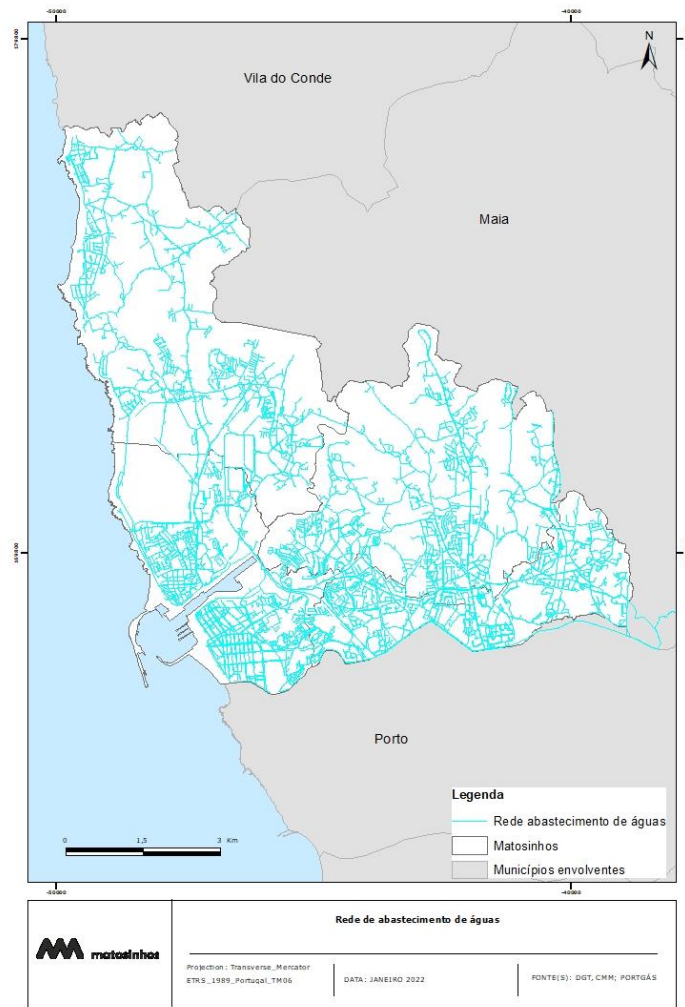 -50000
-40000
576800
N
Vila do Conde
Maia
Porto
Legenda
Rede abastecimento de águas
Matosinhos
Municípios envolventes
0 1,5 3 Km
-50000
-40000
Rede de abastecimento de águas
matosinhos
Projection: Transverse_Mercator
ETRS_1989_Portugal_TM06
DATA: JANEIRO 2022
FONTE(S): DGT, CMM; PORTGÁS